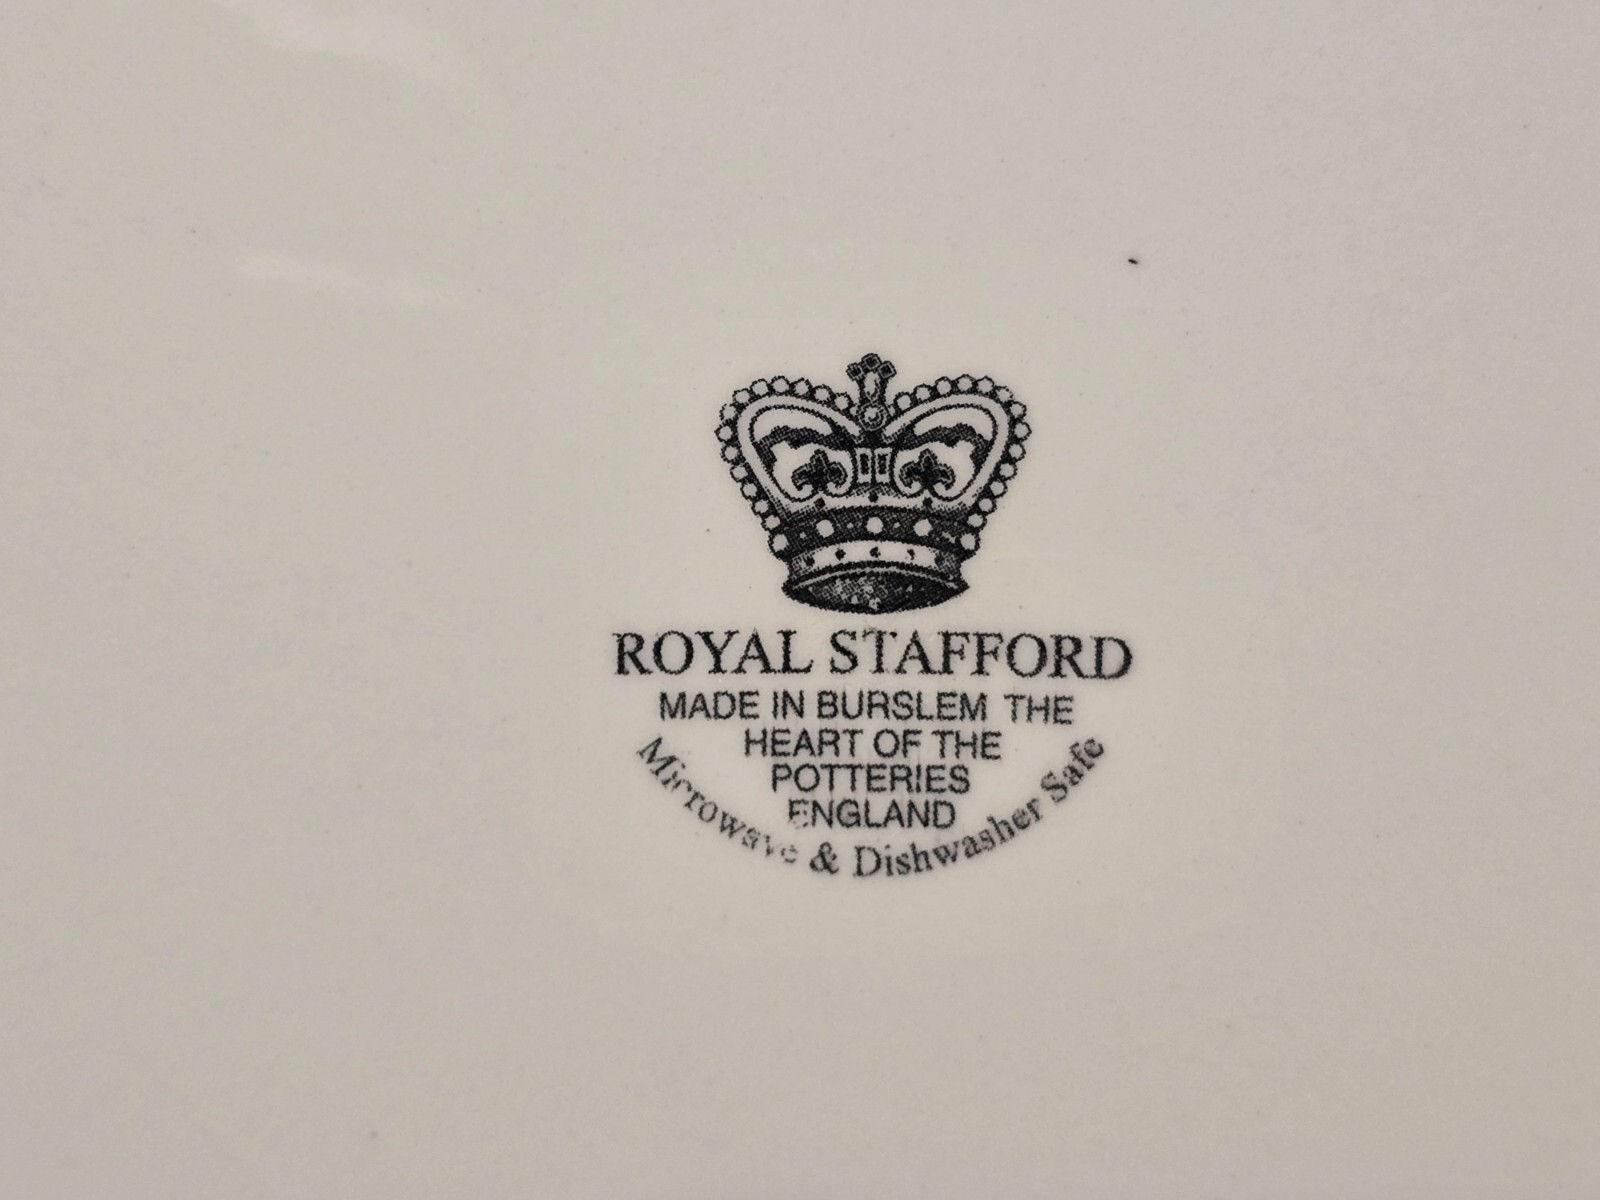 ROYAL STAFFORD
MADE IN BURSLEM THE
HEART OF THE
POTTERIES
ENGLAND
Microwave & Dishwasher Safe